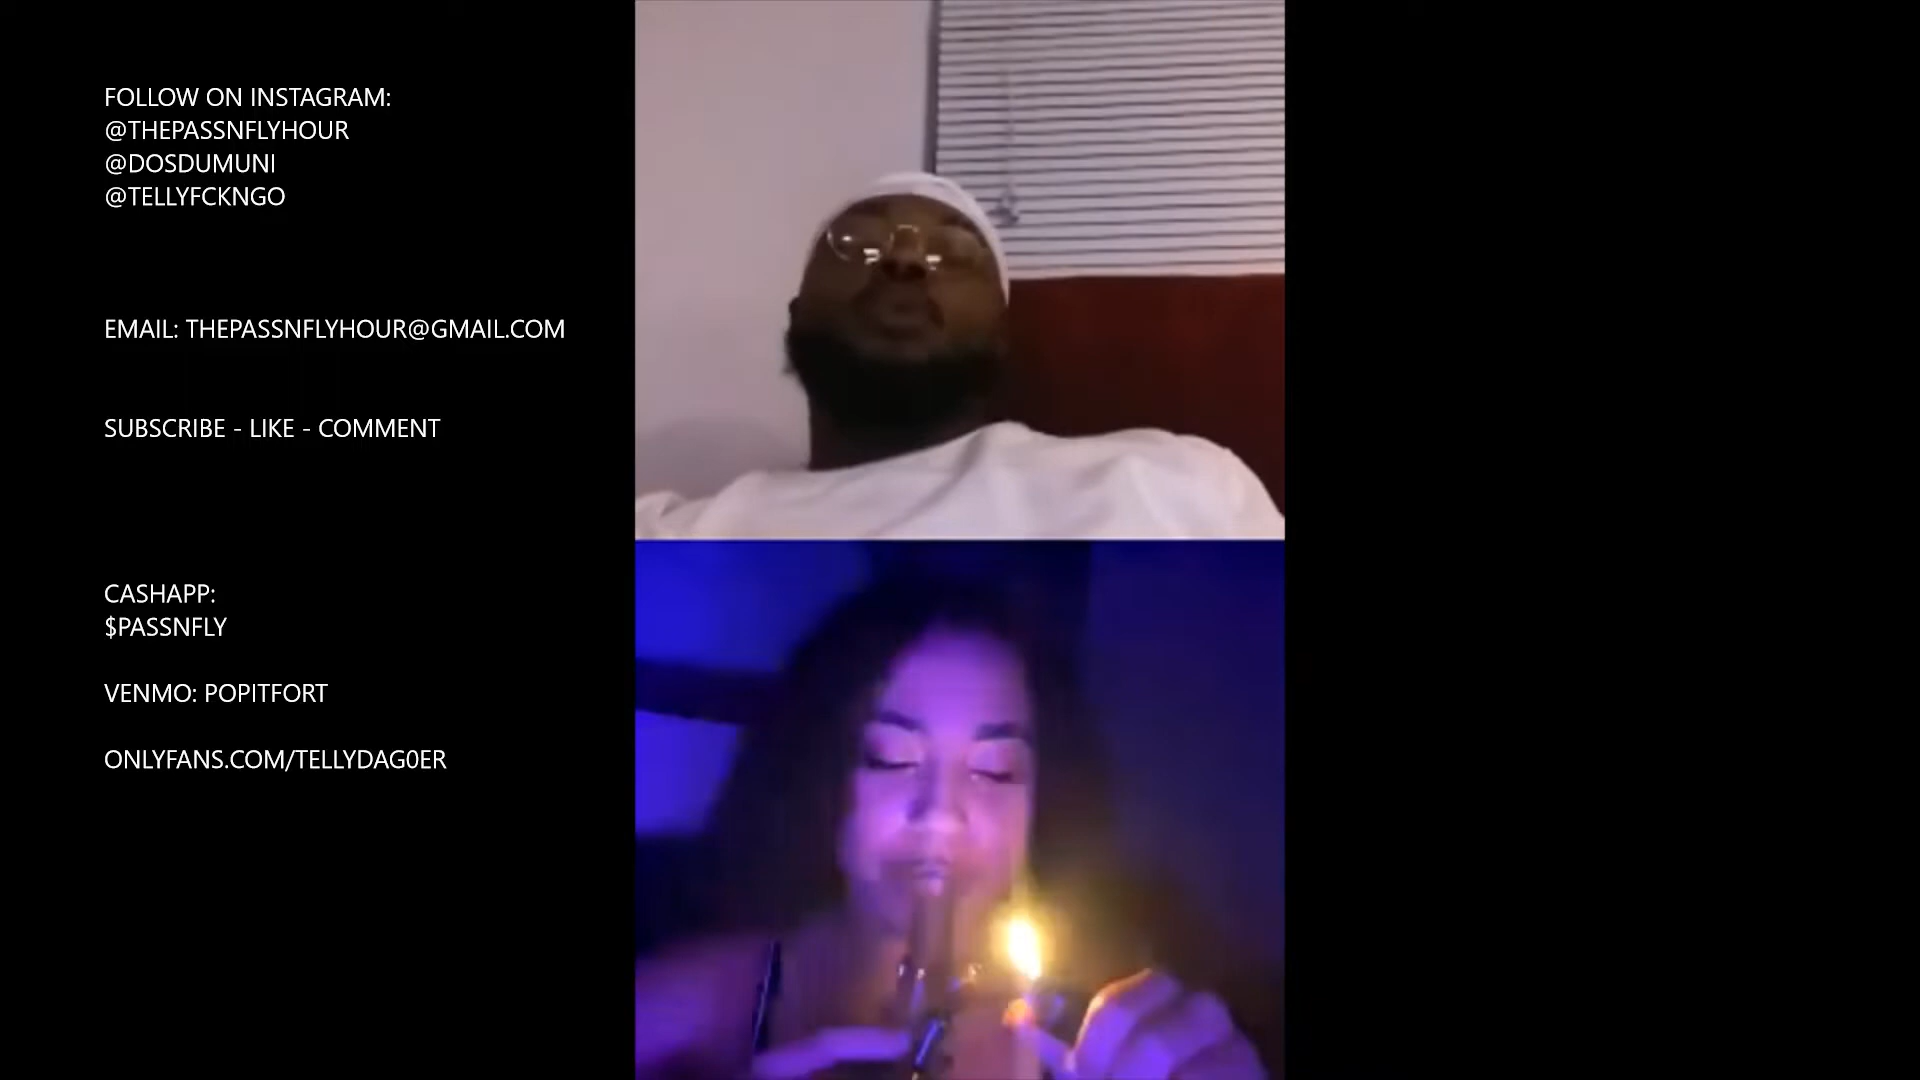 FOLLOW ON INSTAGRAM:
@THEPASSNFLYHOUR
@DOSDUMUNI
@TELLYFCKNGO
EMAIL: THEPASSNFLYHOUR@GMAIL.COM
SUBSCRIBE - LIKE - COMMENT
CASHAPP:
$PASSNFLY
VENMO: POPITFORT
ONLYFANS.COM/TELLYDAG0ER